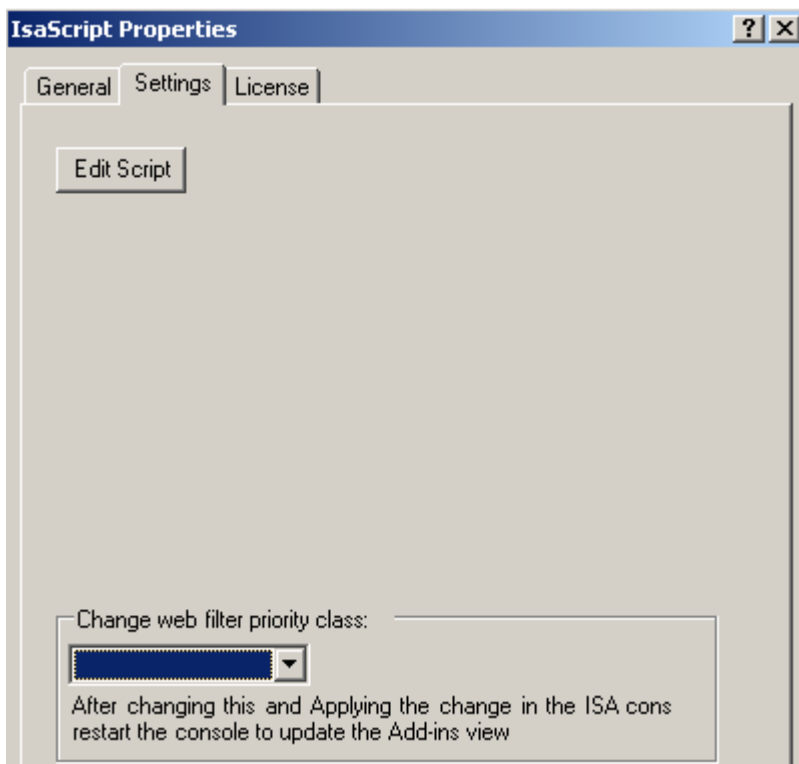 IsaScript Properties
General Settings License
Edit Script
Change web filter priority class:
After changing this and Applying the change in the ISA cons
restart the console to update the Add-ins view